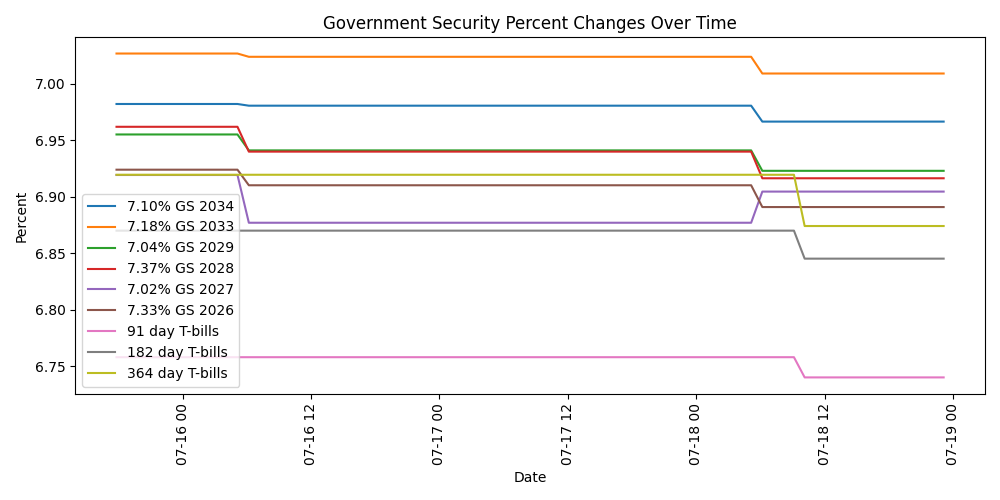 Government Security Percent Changes Over Time
Percent
7.00
6.95
6.90
6.85
6.80
6.75
7.10% GS 2034
7.18% GS 2033
7.04% GS 2029
7.37% GS 2028
7.02% GS 2027
7.33% GS 2026
91 day T-bills
182 day T-bills
364 day T-bills
07-16 00
07-16 12
07-17 00
07-17 12
07-18 00
07-18 12
07-19 00
Date